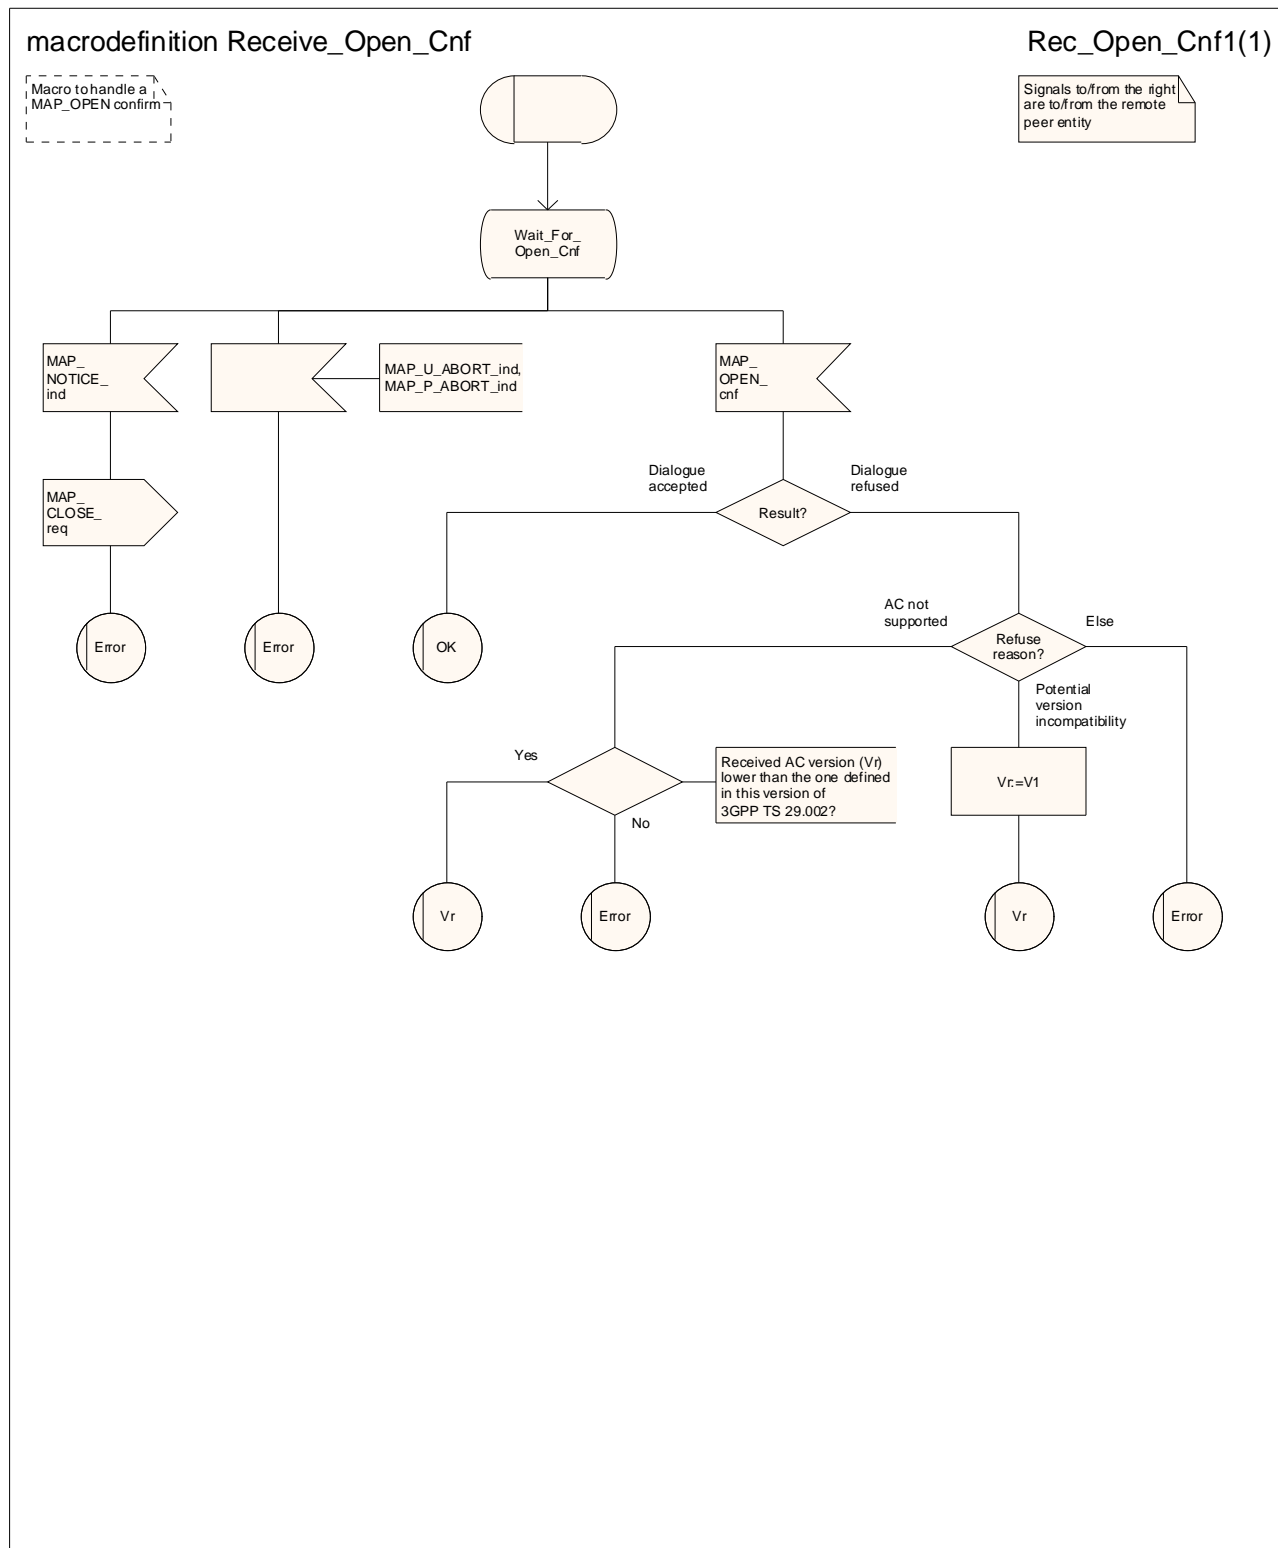 macrodefinition Receive_Open_Cnf
Rec_Open_Cnf1(1)
Macro to handle a
MAP_OPEN confirm
Signals to/from the right
are to/from the remote
peer entity
Wait_For_
Open_Cnf
MAP_
NOTICE_
ind
MAP_U_ABORT_ind,
MAP_P_ABORT_ind
MAP_
OPEN_
cnf
Dialogue
accepted
Dialogue
refused
MAP_
CLOSE_
req
Result?
AC not
supported
Else
Error
Error
OK
Refuse
reason?
Potential
version
incompatibility
Yes
Received AC version (Vr)
lower than the one defined
in this version of
3GPP TS 29.002?
Vr:=V1
No
Vr
Error
Vr
Error